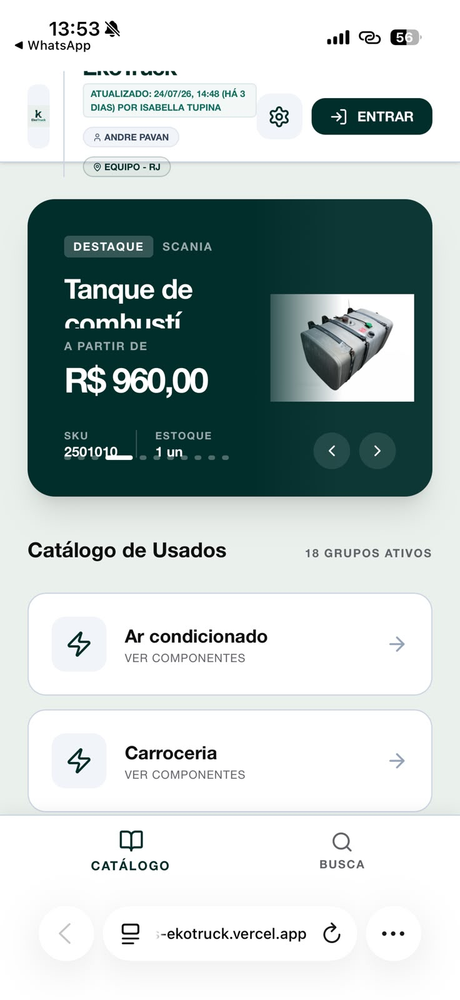 13:53
56
WhatsApp
EkoTruck
k
EkoTruck
ATUALIZADO: 24/07/26, 14:48 (HÁ 3
DIAS) POR ISABELLA TUPINA
ANDRE PAVAN
EQUIPO - RJ
ENTRAR
DESTAQUE SCANIA
Tanque de
combustí
A PARTIR DE
R$ 960,00
SKU ESTOQUE
2501010 1 un
Catálogo de Usados 18 GRUPOS ATIVOS
Ar condicionado
VER COMPONENTES
Carroceria
VER COMPONENTES
CATÁLOGO BUSCA
-ekotruck.vercel.app